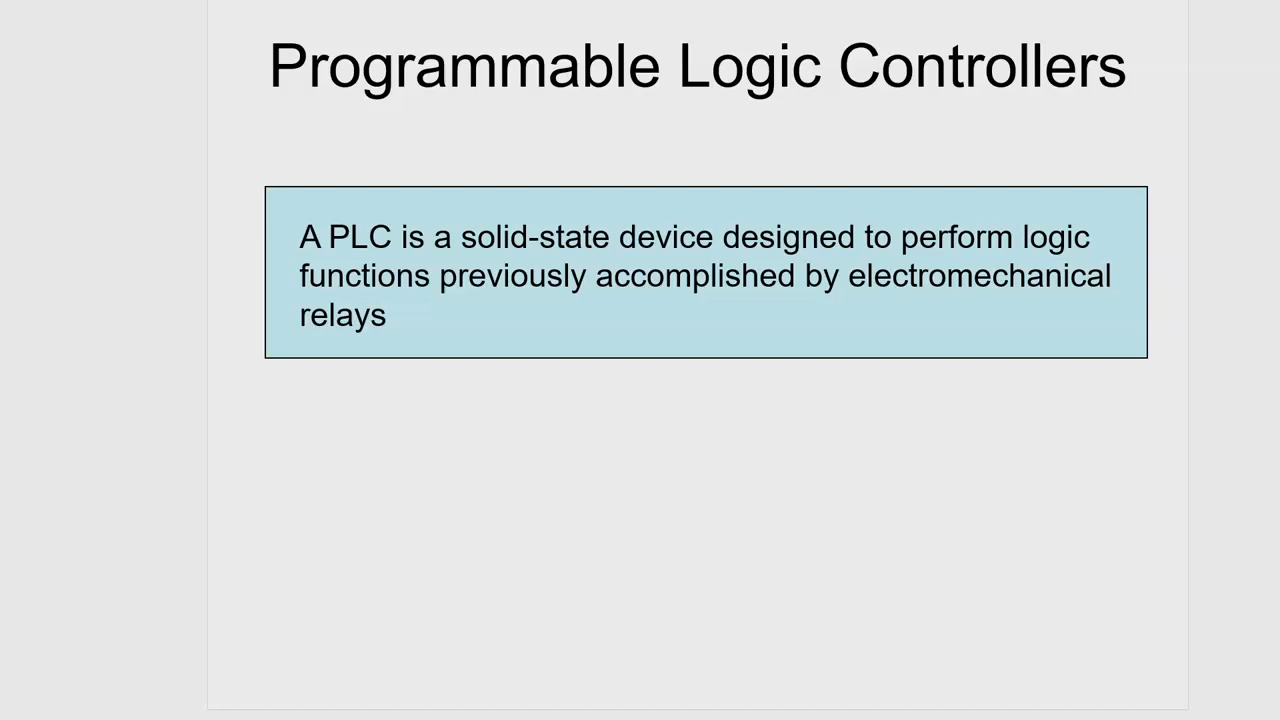 Programmable Logic Controllers
A PLC is a solid-state device designed to perform logic
functions previously accomplished by electromechanical
relays